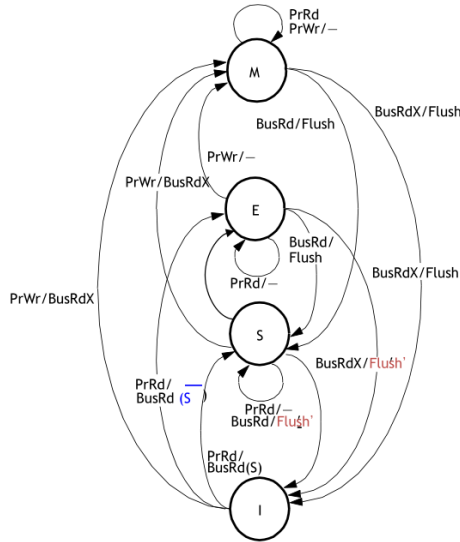 PrRd
PrWr/—
M
BusRdX/Flush
BusRd/Flush
PrWr/—
PrWr/BusRdX
E
BusRd/
Flush
BusRdX/Flush
PrRd/—
PrWr/BusRdX
S
BusRdX/Flush'
PrRd/
BusRd (S̅)
PrRd/—
BusRd/Flush'
PrRd/
BusRd(S)
I